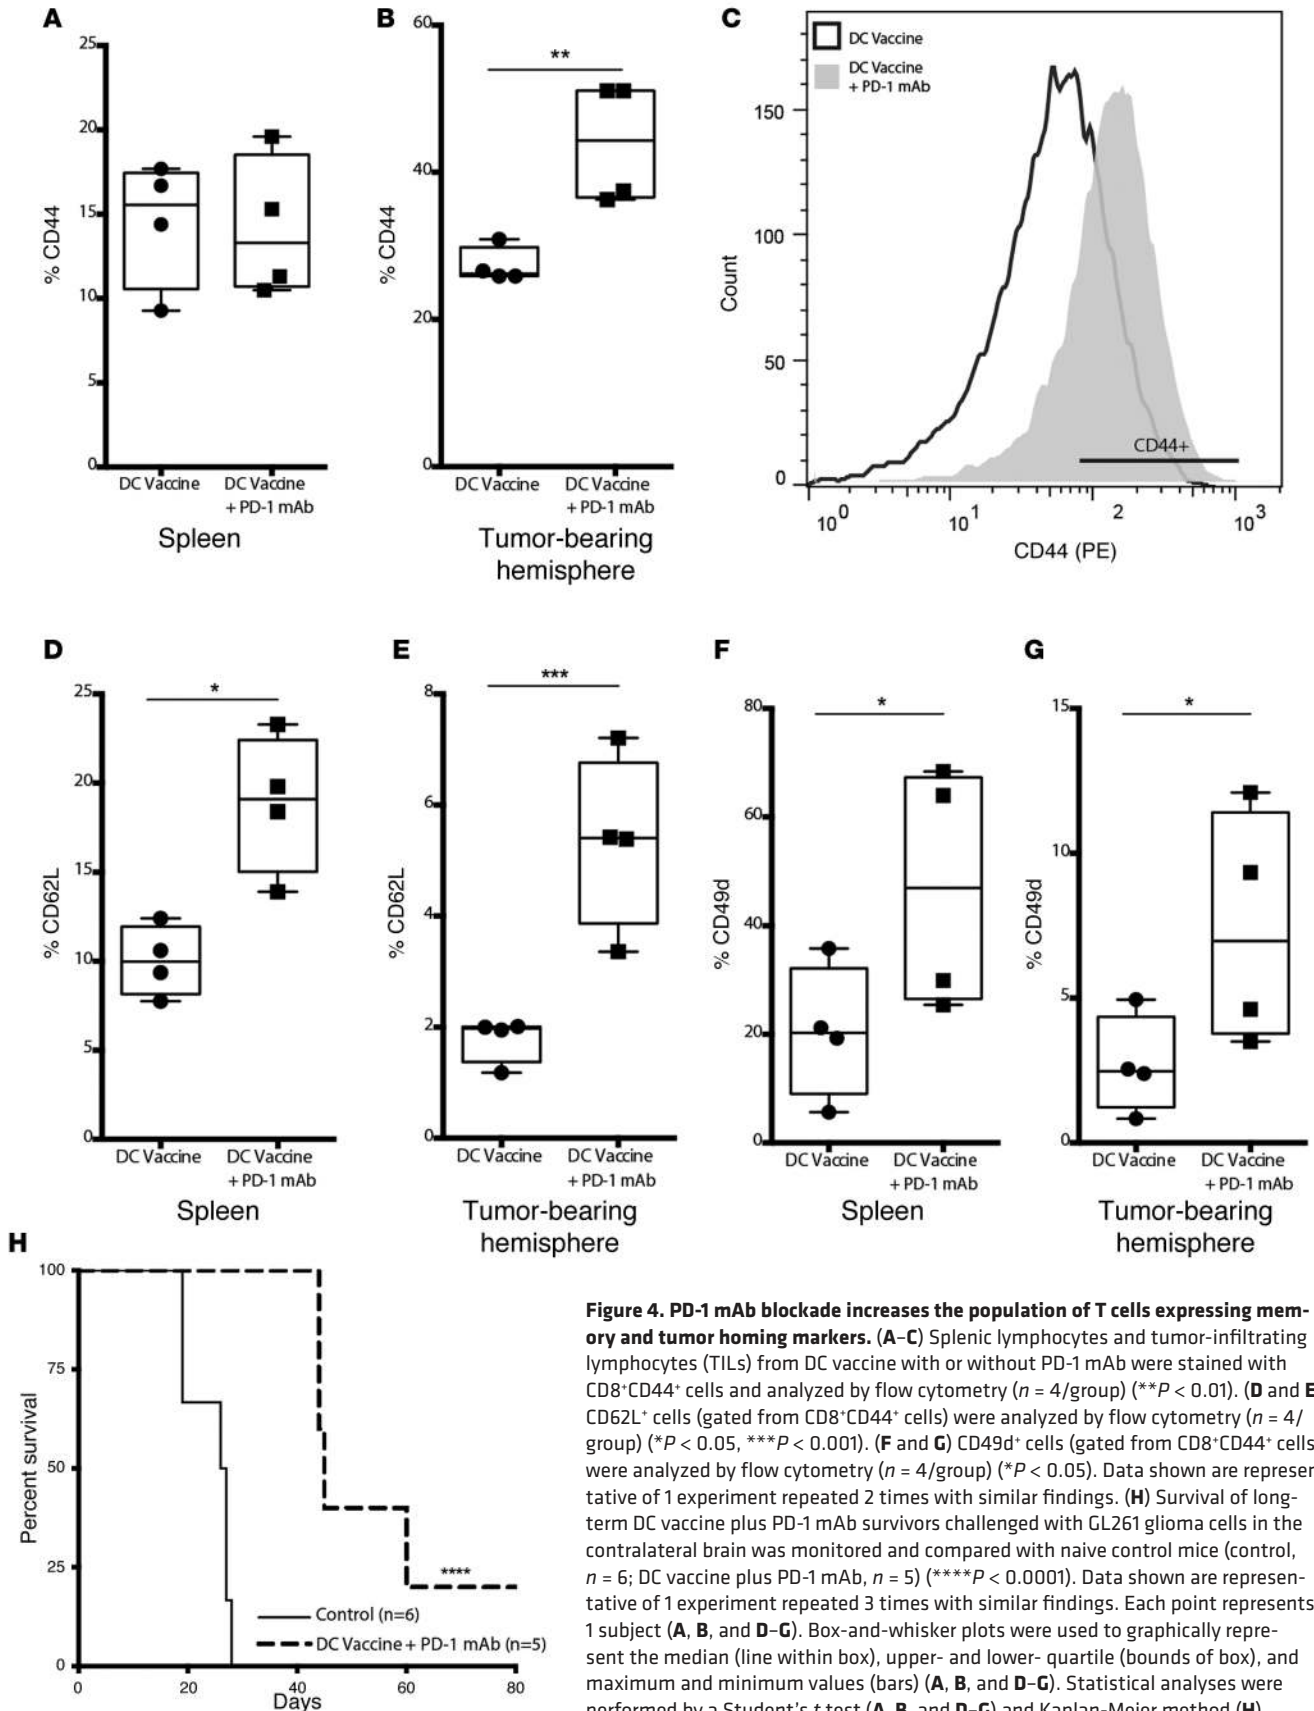 A
25
20
15
10
5
0
% CD44
DC Vaccine
DC Vaccine
+ PD-1 mAb
Spleen
B
60
40
20
0
% CD44
**
DC Vaccine
DC Vaccine
+ PD-1 mAb
Tumor-bearing
hemisphere
C
DC Vaccine
DC Vaccine
+ PD-1 mAb
150
100
50
0
Count
CD44+
10⁰
10¹
2
10³
CD44 (PE)
D
25
20
15
10
5
0
% CD62L
*
DC Vaccine
DC Vaccine
+ PD-1 mAb
Spleen
E
8
6
4
2
0
% CD62L
***
DC Vaccine
DC Vaccine
+ PD-1 mAb
Tumor-bearing
hemisphere
F
80
60
40
20
0
% CD49d
*
DC Vaccine
DC Vaccine
+ PD-1 mAb
Spleen
G
15
10
5
0
% CD49d
*
DC Vaccine
DC Vaccine
+ PD-1 mAb
Tumor-bearing
hemisphere
H
100
75
50
25
0
Percent survival
****
Control (n=6)
DC Vaccine + PD-1 mAb (n=5)
0 20 40 60 80
Days
Figure 4. PD-1 mAb blockade increases the population of T cells expressing mem-
ory and tumor homing markers. (A–C) Splenic lymphocytes and tumor-infiltrating
lymphocytes (TILs) from DC vaccine with or without PD-1 mAb were stained with
CD8⁺CD44⁺ cells and analyzed by flow cytometry (n = 4/group) (**P < 0.01). (D and E
CD62L⁺ cells (gated from CD8⁺CD44⁺ cells) were analyzed by flow cytometry (n = 4/
group) (*P < 0.05, ***P < 0.001). (F and G) CD49d⁺ cells (gated from CD8⁺CD44⁺ cells
were analyzed by flow cytometry (n = 4/group) (*P < 0.05). Data shown are represen
tative of 1 experiment repeated 2 times with similar findings. (H) Survival of long-
term DC vaccine plus PD-1 mAb survivors challenged with GL261 glioma cells in the
contralateral brain was monitored and compared with naive control mice (control,
n = 6; DC vaccine plus PD-1 mAb, n = 5) (****P < 0.0001). Data shown are represen-
tative of 1 experiment repeated 3 times with similar findings. Each point represents
1 subject (A, B, and D–G). Box-and-whisker plots were used to graphically repre-
sent the median (line within box), upper- and lower- quartile (bounds of box), and
maximum and minimum values (bars) (A, B, and D–G). Statistical analyses were
performed by a Student's t test (A, B, and D–G) and Kaplan-Meier method (H)